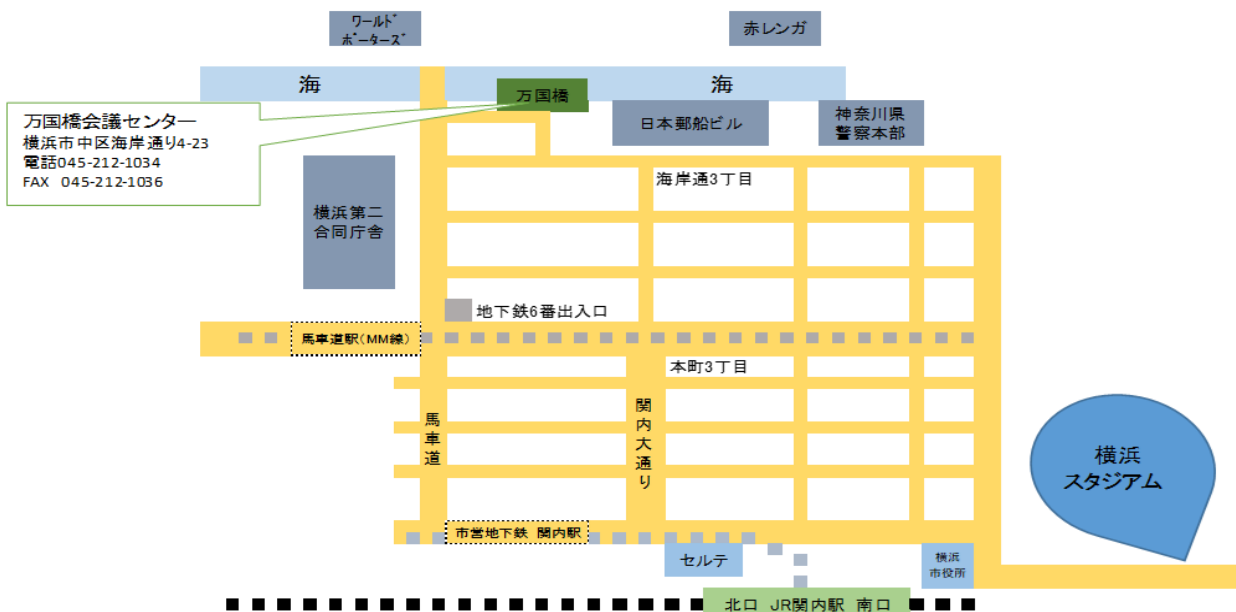 ワールド
ポーターズ
赤レンガ
海
海
万国橋
万国橋会議センター
横浜市中区海岸通り4-23
電話045-212-1034
FAX 045-212-1036
日本郵船ビル
神奈川県
警察本部
海岸通3丁目
横浜第二
合同庁舎
地下鉄6番出入口
馬車道駅(MM線)
本町3丁目
馬車道
関内大通り
横浜
スタジアム
市営地下鉄 関内駅
セルテ
横浜
市役所
北口 JR関内駅 南口